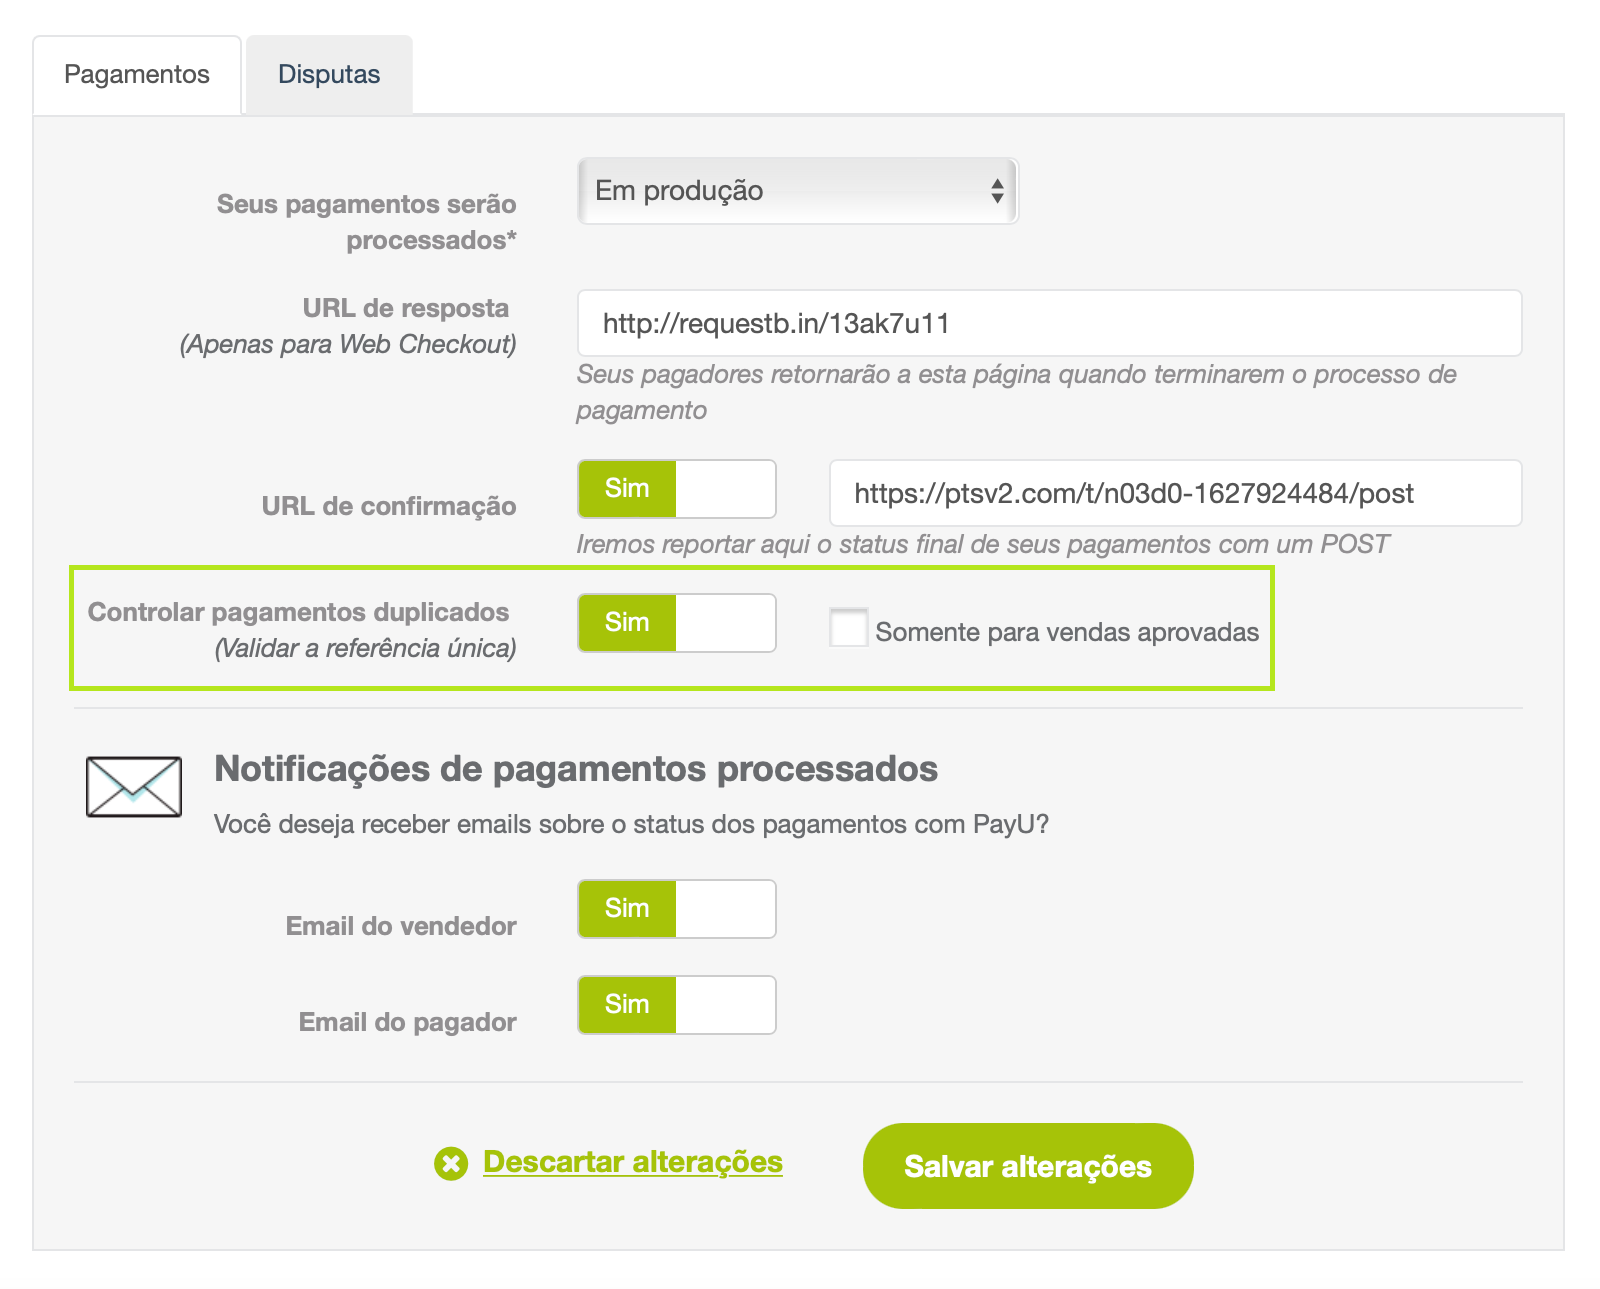 Pagamentos
Disputas
Seus pagamentos serão
processados*
Em produção
URL de resposta
(Apenas para Web Checkout)
http://requestb.in/13ak7u11
Seus pagadores retornarão a esta página quando terminarem o processo de
pagamento
URL de confirmação
Sim
https://ptsv2.com/t/n03d0-1627924484/post
Iremos reportar aqui o status final de seus pagamentos com um POST
Controlar pagamentos duplicados
(Validar a referência única)
Sim
Somente para vendas aprovadas
Notificações de pagamentos processados
Você deseja receber emails sobre o status dos pagamentos com PayU?
Email do vendedor
Sim
Email do pagador
Sim
Descartar alterações
Salvar alterações